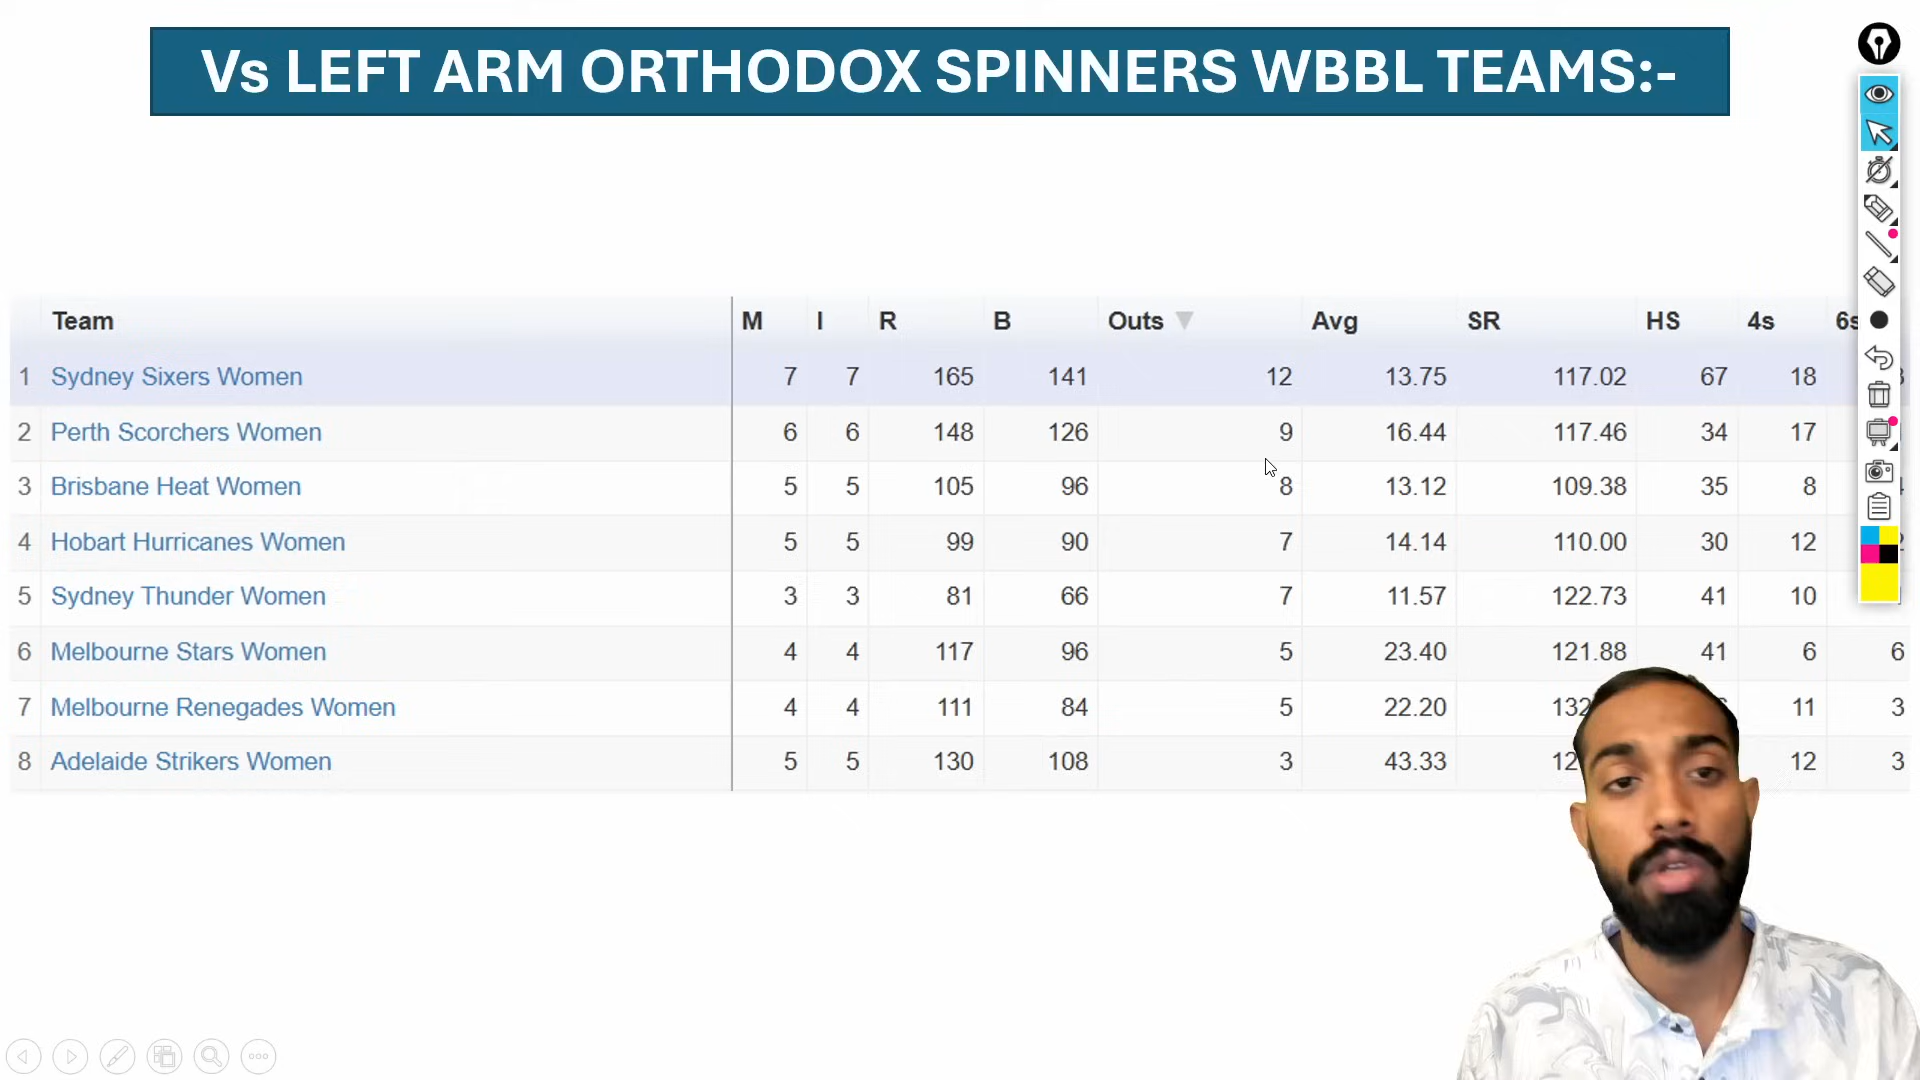 Vs LEFT ARM ORTHODOX SPINNERS WBBL TEAMS:-
Team M I R B Outs Avg SR HS 4s 6s
1 Sydney Sixers Women 7 7 165 141 12 13.75 117.02 67 18
2 Perth Scorchers Women 6 6 148 126 9 16.44 117.46 34 17
3 Brisbane Heat Women 5 5 105 96 8 13.12 109.38 35 8
4 Hobart Hurricanes Women 5 5 99 90 7 14.14 110.00 30 12
5 Sydney Thunder Women 3 3 81 66 7 11.57 122.73 41 10
6 Melbourne Stars Women 4 4 117 96 5 23.40 121.88 41 6 6
7 Melbourne Renegades Women 4 4 111 84 5 22.20 11 3
8 Adelaide Strikers Women 5 5 130 108 3 43.33 12 3